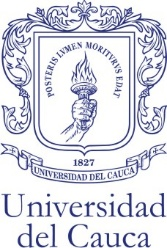 POSTERIS LVMEN MORITVRVS EDAT
1827
UNIVERSIDAD DEL CAUCA
Universidad
del Cauca